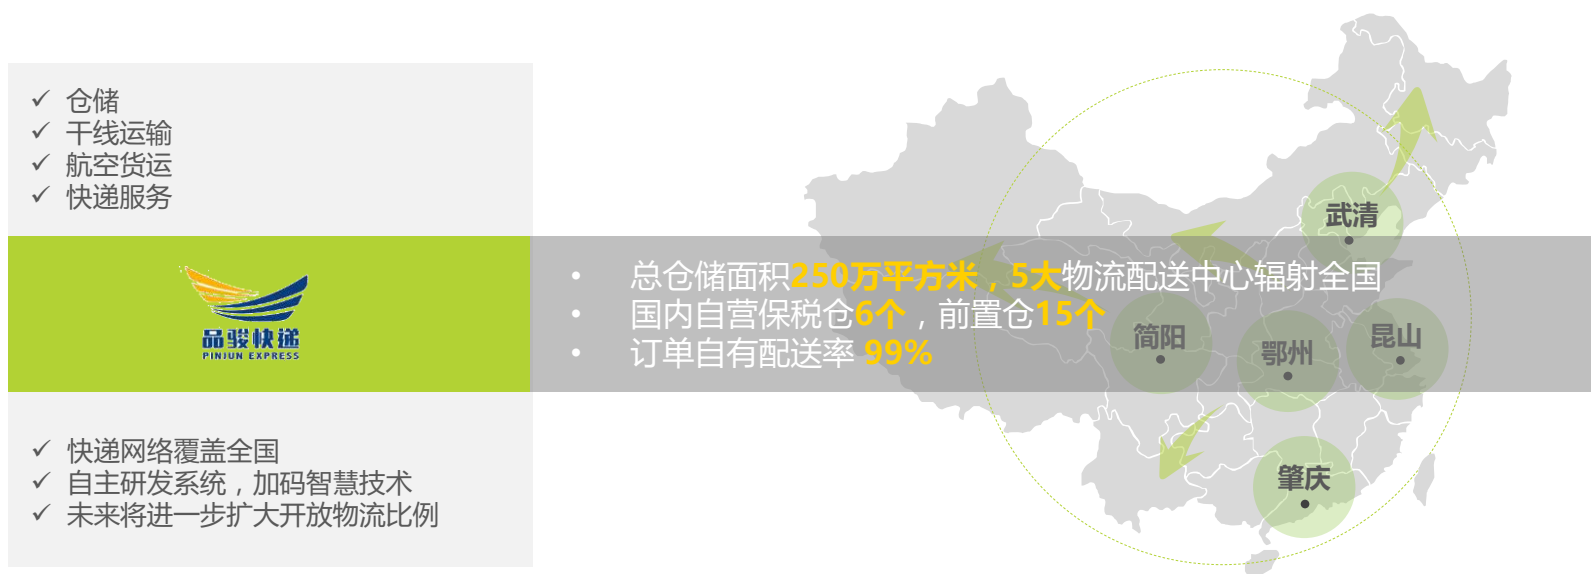 ✓ 仓储
✓ 干线运输
✓ 航空货运
✓ 快递服务
品骏快递
PINJUN EXPRESS
• 总仓储面积250万平方米，5大物流配送中心辐射全国
• 国内自营保税仓6个，前置仓15个
• 订单自有配送率 99%
✓ 快递网络覆盖全国
✓ 自主研发系统，加码智慧技术
✓ 未来将进一步扩大开放物流比例
武清
简阳
鄂州
昆山
肇庆